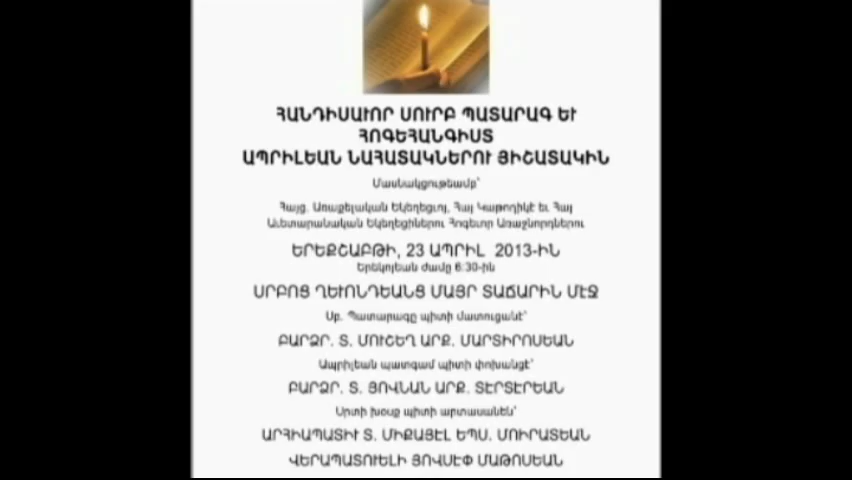 ՀԱՆԴԻՍԱՒՈՐ ՍՈՒՐԲ ՊԱՏԱՐԱԳ ԵՒ
ՀՈԳԵՀԱՆԳԻՍՏ
ԱՊՐԻԼԵԱՆ ՆԱՀԱՏԱԿՆԵՐՈՒ ՅԻՇԱՏԱԿԻՆ
Մասնակցութեամբ՝
Հայց. Առաքելական Եկեղեցւոյ, Հայ Կաթողիկէ եւ Հայ
Աւետարանական Եկեղեցիներու Հոգեւոր Առաջնորդներու
ԵՐԵՔՇԱԲԹԻ, 23 ԱՊՐԻԼ 2013-ԻՆ
Երեկոյեան ժամը 6:30-ին
ՍՐԲՈՑ ՂԵՒՈՆԴԵԱՆՑ ՄԱՅՐ ՏԱՃԱՐԻՆ ՄԷՋ
Սբ. Պատարագը պիտի մատուցանէ՝
ԲԱՐՁՐ. Տ. ՄՈՒՇԵՂ ԱՐՔ. ՄԱՐՏԻՐՈՍԵԱՆ
Ապրիլեան պատգամ պիտի փոխանցէ՝
ԲԱՐՁՐ. Տ. ՅՈՎՆԱՆ ԱՐՔ. ՏԷՐՏԷՐԵԱՆ
Սրտի խօսք պիտի արտասանեն՝
ԱՐՀԻԱՊԱՏԻՒ Տ. ՄԻՔԱՅԷԼ ԵՊՍ. ՄՈՒՐԱՏԵԱՆ
ՎԵՐԱՊԱՏՈՒԵԼԻ ՅՈՎՍԷՓ ՄԱԹՈՍԵԱՆ